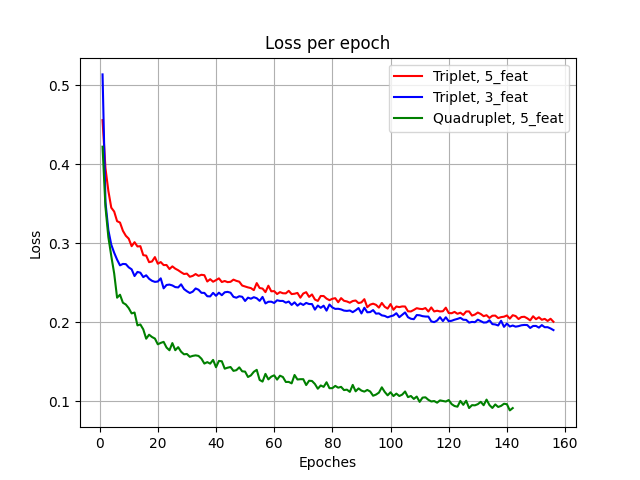 Loss per epoch
Triplet, 5_feat
Triplet, 3_feat
Quadruplet, 5_feat
Loss
0.5
0.4
0.3
0.2
0.1
0 20 40 60 80 100 120 140 160
Epoches